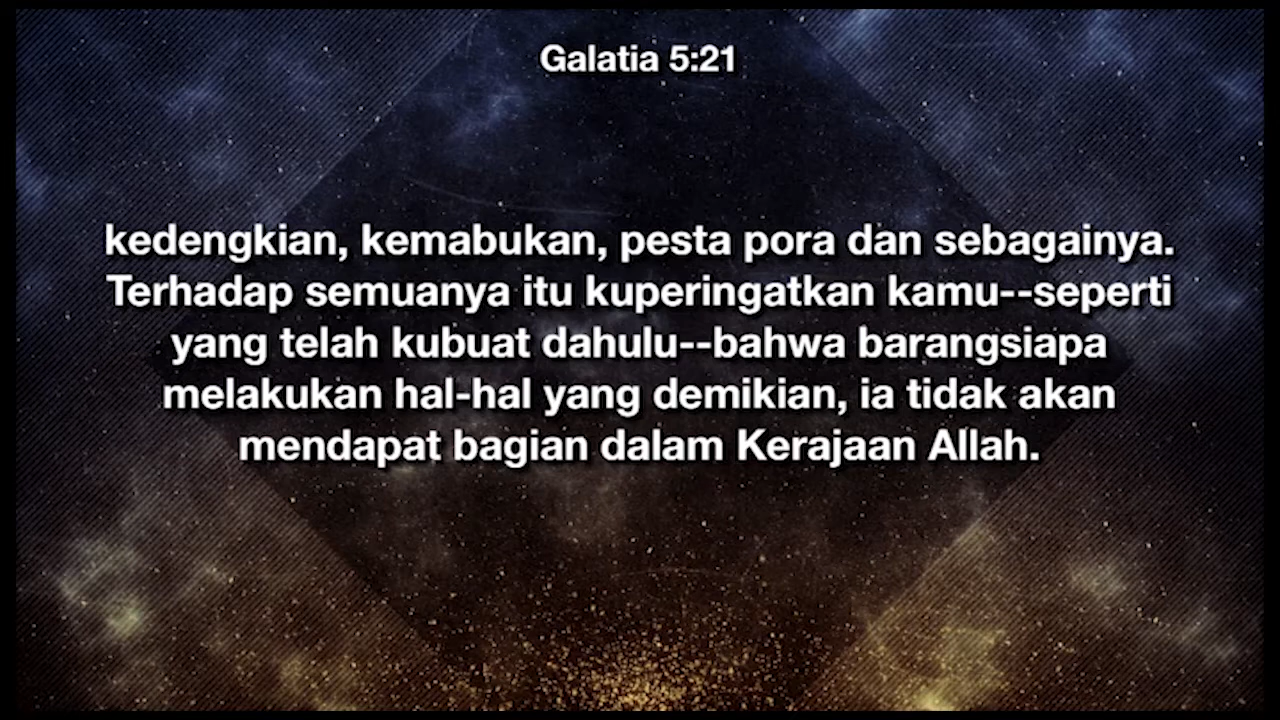 Galatia 5:21
kedengkian, kemabukan, pesta pora dan sebagainya.
Terhadap semuanya itu kuperingatkan kamu--seperti
yang telah kubuat dahulu--bahwa barangsiapa
melakukan hal-hal yang demikian, ia tidak akan
mendapat bagian dalam Kerajaan Allah.